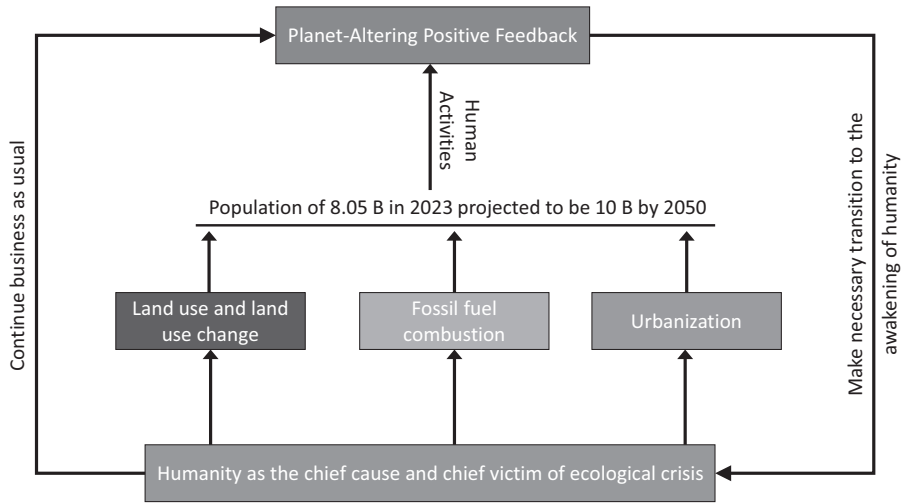 Planet-Altering Positive Feedback
Human
Activities
Continue business as usual
Make necessary transition to the
awakening of humanity
Population of 8.05 B in 2023 projected to be 10 B by 2050
Land use and land
use change
Fossil fuel
combustion
Urbanization
Humanity as the chief cause and chief victim of ecological crisis